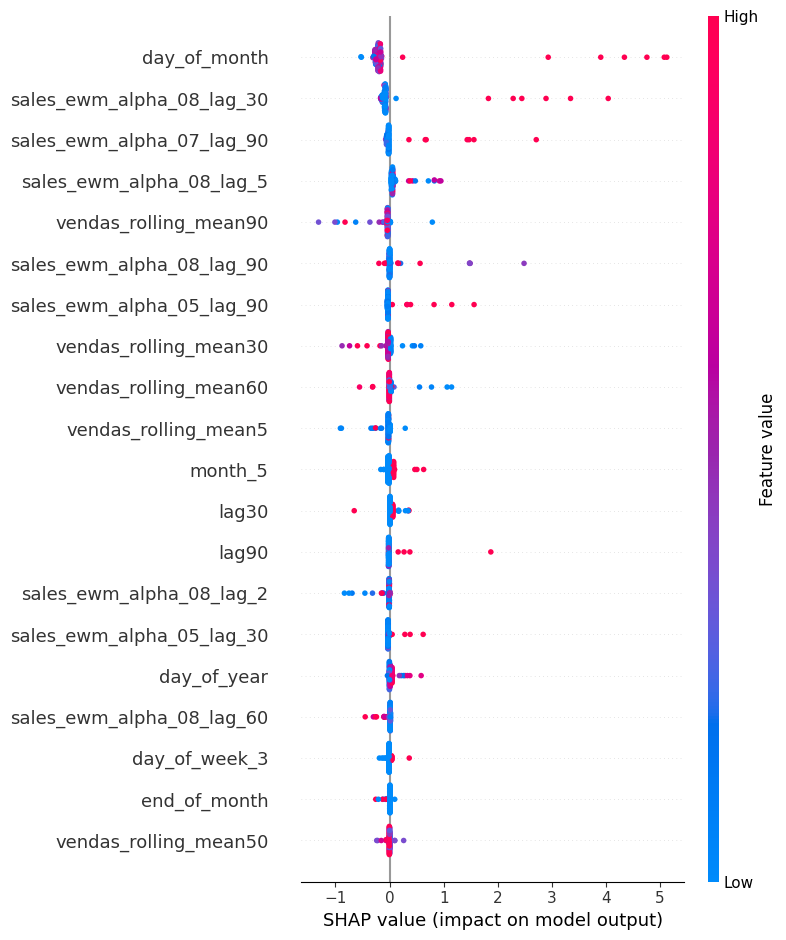 High
day_of_month
sales_ewm_alpha_08_lag_30
sales_ewm_alpha_07_lag_90
sales_ewm_alpha_08_lag_5
vendas_rolling_mean90
sales_ewm_alpha_08_lag_90
sales_ewm_alpha_05_lag_90
vendas_rolling_mean30
vendas_rolling_mean60
vendas_rolling_mean5
month_5
lag30
lag90
sales_ewm_alpha_08_lag_2
sales_ewm_alpha_05_lag_30
day_of_year
sales_ewm_alpha_08_lag_60
day_of_week_3
end_of_month
vendas_rolling_mean50
Feature value
Low
−1 0 1 2 3 4 5
SHAP value (impact on model output)